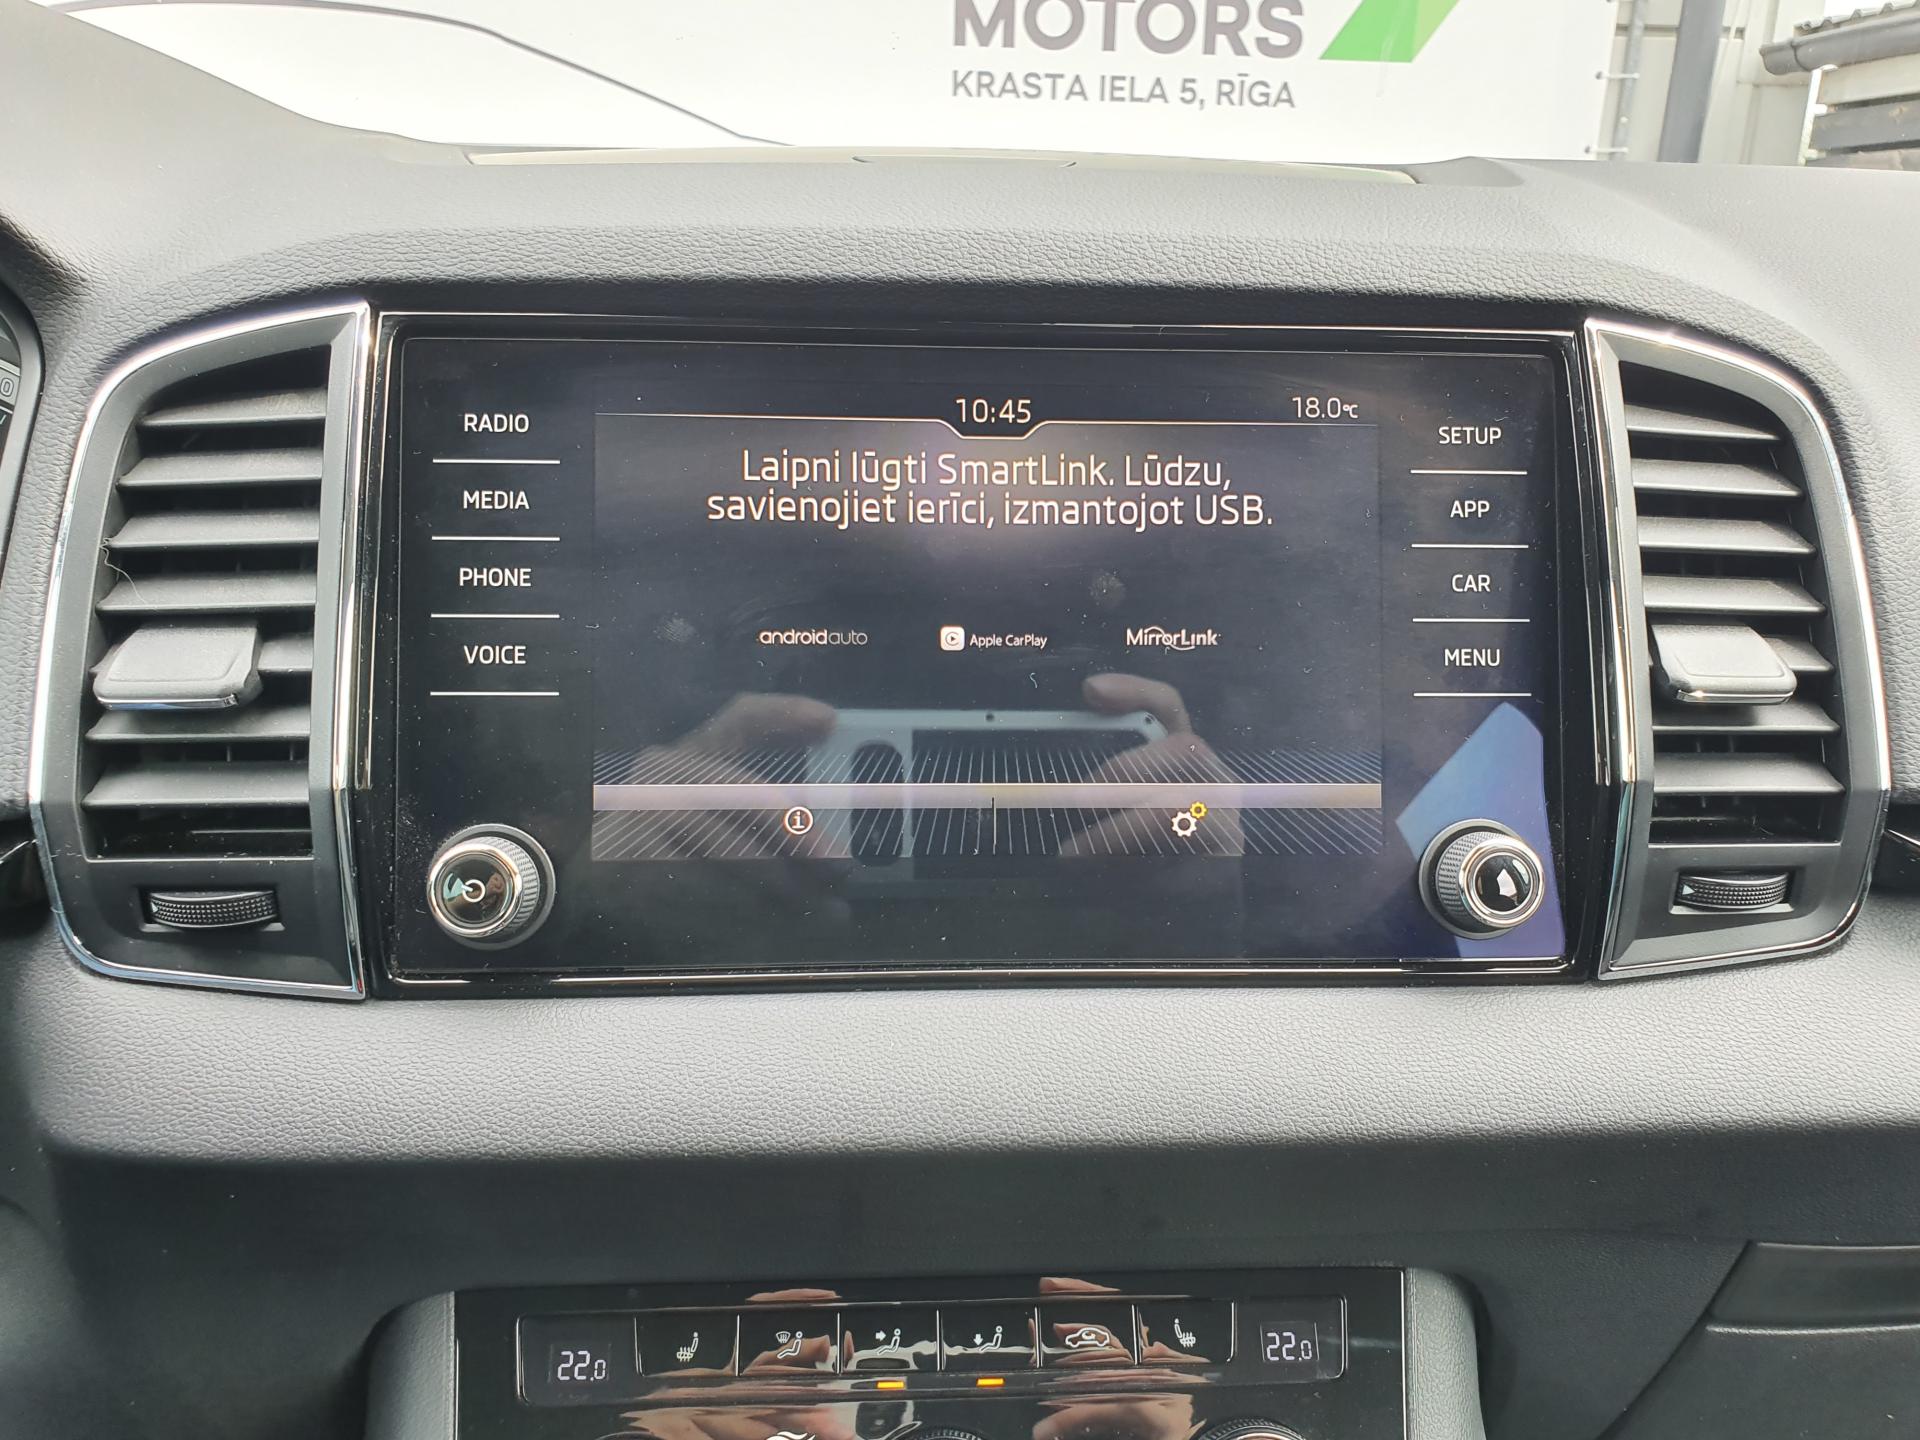 MOTORS
KRASTA IELA 5, RĪGA
10:45
18.0°C
RADIO
MEDIA
PHONE
VOICE
Laipni lūgti SmartLink. Lūdzu,
savienojiet ierīci, izmantojot USB.
androidauto
Apple CarPlay
MirrorLink
SETUP
APP
CAR
MENU
22.0
22.0